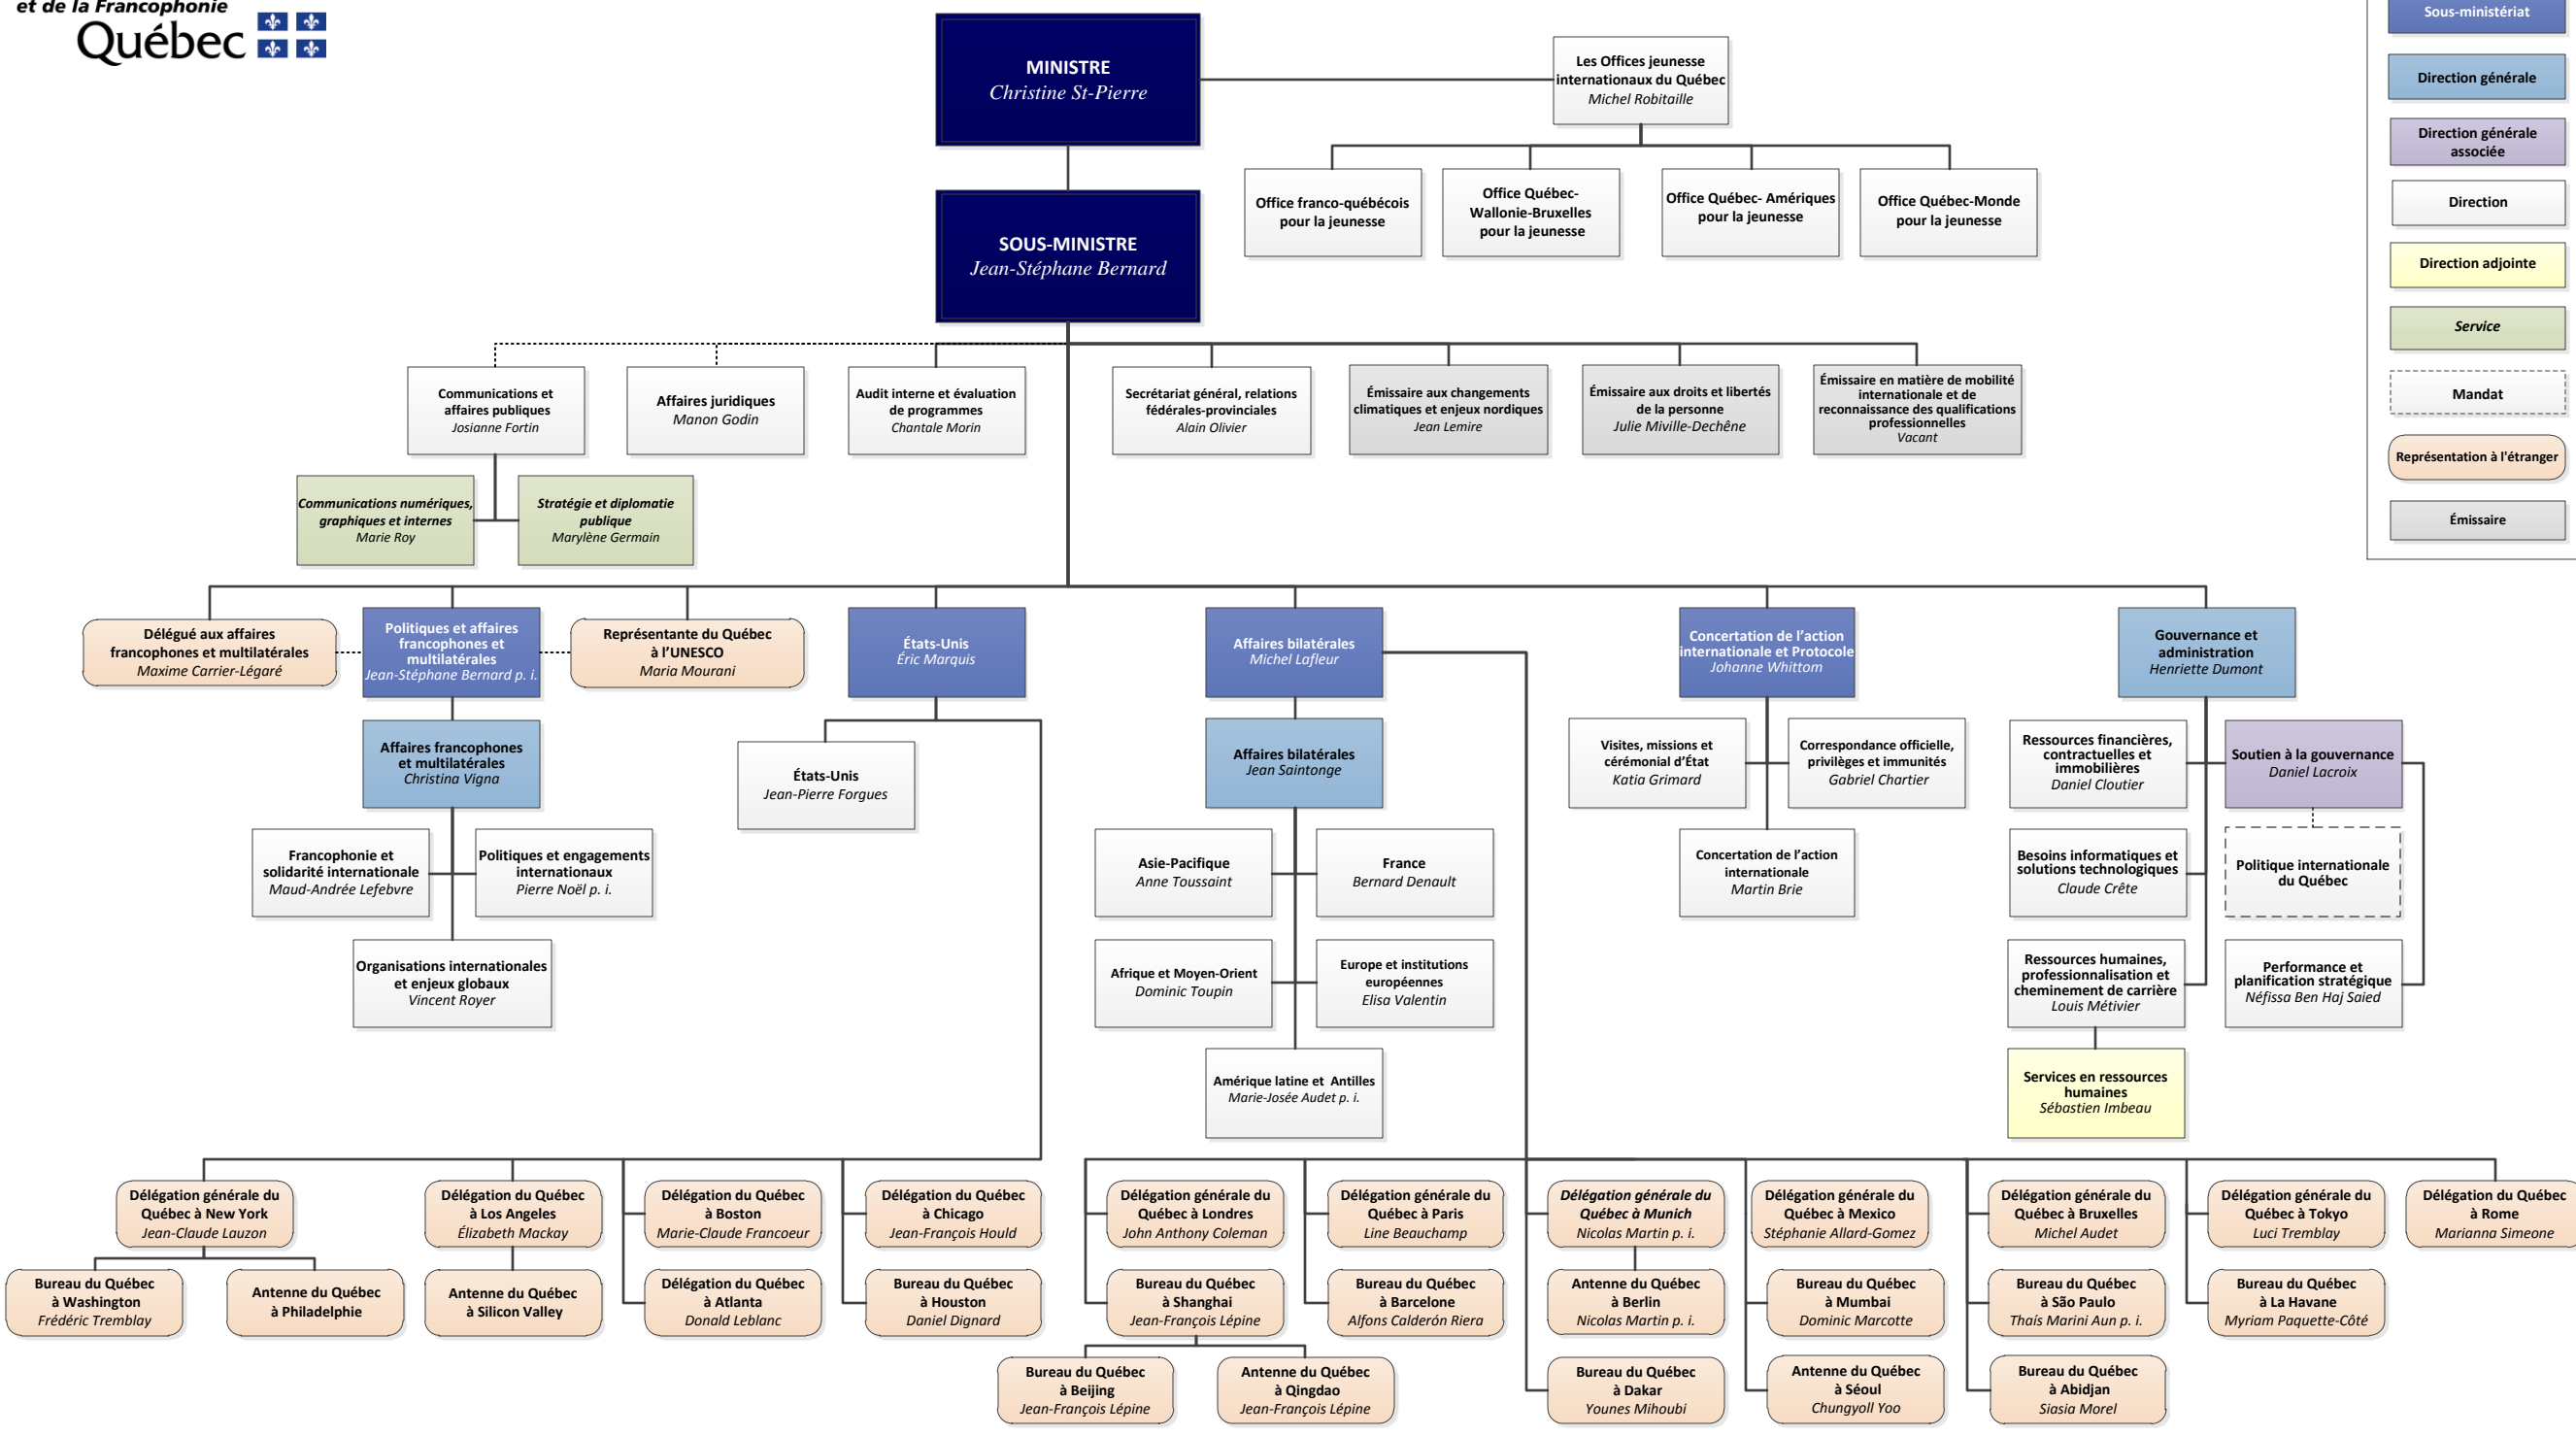 et de la Francophonie
Québec
MINISTRE
Christine St-Pierre
Les Offices jeunesse
internationaux du Québec
Michel Robitaille
Office franco-québécois
pour la jeunesse
Office Québec-
Wallonie-Bruxelles
pour la jeunesse
Office Québec- Amériques
pour la jeunesse
Office Québec-Monde
pour la jeunesse
SOUS-MINISTRE
Jean-Stéphane Bernard
Sous-ministériat
Direction générale
Direction générale
associée
Direction
Direction adjointe
Service
Mandat
Représentation à l'étranger
Émissaire
Communications et
affaires publiques
Josianne Fortin
Affaires juridiques
Manon Godin
Audit interne et évaluation
de programmes
Chantale Morin
Secrétariat général, relations
fédérales-provinciales
Alain Olivier
Émissaire aux changements
climatiques et enjeux nordiques
Jean Lemire
Émissaire aux droits et libertés
de la personne
Julie Miville-Dechêne
Émissaire en matière de mobilité
internationale et de
reconnaissance des qualifications
professionnelles
Vacant
Communications numériques,
graphiques et internes
Marie Roy
Stratégie et diplomatie
publique
Marylène Germain
Délégué aux affaires
francophones et multilatérales
Maxime Carrier-Légaré
Politiques et affaires
francophones et
multilatérales
Jean-Stéphane Bernard p. i.
Représentante du Québec
à l’UNESCO
Maria Mourani
États-Unis
Éric Marquis
Affaires bilatérales
Michel Lafleur
Concertation de l’action
internationale et Protocole
Johanne Whittom
Gouvernance et
administration
Henriette Dumont
Affaires francophones
et multilatérales
Christina Vigna
États-Unis
Jean-Pierre Forgues
Affaires bilatérales
Jean Saintonge
Visites, missions et
cérémonial d’État
Katia Grimard
Correspondance officielle,
privilèges et immunités
Gabriel Chartier
Ressources financières,
contractuelles et
immobilières
Daniel Cloutier
Soutien à la gouvernance
Daniel Lacroix
Francophonie et
solidarité internationale
Maud-Andrée Lefebvre
Politiques et engagements
internationaux
Pierre Noël p. i.
Asie-Pacifique
Anne Toussaint
France
Bernard Denault
Concertation de l’action
internationale
Martin Brie
Besoins informatiques et
solutions technologiques
Claude Crête
Politique internationale
du Québec
Organisations internationales
et enjeux globaux
Vincent Royer
Afrique et Moyen-Orient
Dominic Toupin
Europe et institutions
européennes
Elisa Valentin
Ressources humaines,
professionnalisation et
cheminement de carrière
Louis Métivier
Performance et
planification stratégique
Néfissa Ben Haj Saied
Amérique latine et Antilles
Marie-Josée Audet p. i.
Services en ressources
humaines
Sébastien Imbeau
Délégation générale du
Québec à New York
Jean-Claude Lauzon
Délégation du Québec
à Los Angeles
Élizabeth Mackay
Délégation du Québec
à Boston
Marie-Claude Francoeur
Délégation du Québec
à Chicago
Jean-François Hould
Délégation générale du
Québec à Londres
John Anthony Coleman
Délégation générale du
Québec à Paris
Line Beauchamp
Délégation générale du
Québec à Munich
Nicolas Martin p. i.
Délégation générale du
Québec à Mexico
Stéphanie Allard-Gomez
Délégation générale du
Québec à Bruxelles
Michel Audet
Délégation générale du
Québec à Tokyo
Luci Tremblay
Délégation du Québec
à Rome
Marianna Simeone
Bureau du Québec
à Washington
Frédéric Tremblay
Antenne du Québec
à Philadelphie
Antenne du Québec
à Silicon Valley
Délégation du Québec
à Atlanta
Donald Leblanc
Bureau du Québec
à Houston
Daniel Dignard
Bureau du Québec
à Shanghai
Jean-François Lépine
Bureau du Québec
à Barcelone
Alfons Calderón Riera
Antenne du Québec
à Berlin
Nicolas Martin p. i.
Bureau du Québec
à Mumbai
Dominic Marcotte
Bureau du Québec
à São Paulo
Thaís Marini Aun p. i.
Bureau du Québec
à La Havane
Myriam Paquette-Côté
Bureau du Québec
à Beijing
Jean-François Lépine
Antenne du Québec
à Qingdao
Jean-François Lépine
Bureau du Québec
à Dakar
Younes Mihoubi
Antenne du Québec
à Séoul
Chungyoll Yoo
Bureau du Québec
à Abidjan
Siasia Morel